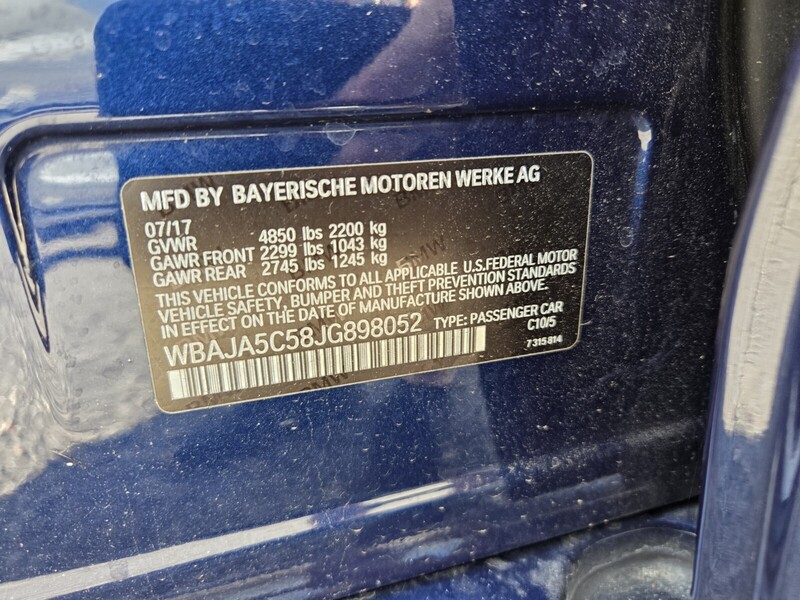 MFD BY BAYERISCHE MOTOREN WERKE AG
07/17
GVWR 4850 lbs 2200 kg
GAWR FRONT 2299 lbs 1043 kg
GAWR REAR 2745 lbs 1245 kg
THIS VEHICLE CONFORMS TO ALL APPLICABLE U.S.FEDERAL MOTOR
VEHICLE SAFETY, BUMPER AND THEFT PREVENTION STANDARDS
IN EFFECT ON THE DATE OF MANUFACTURE SHOWN ABOVE.
WBAJA5C58JG898052 TYPE: PASSENGER CAR
C10/5
7315814